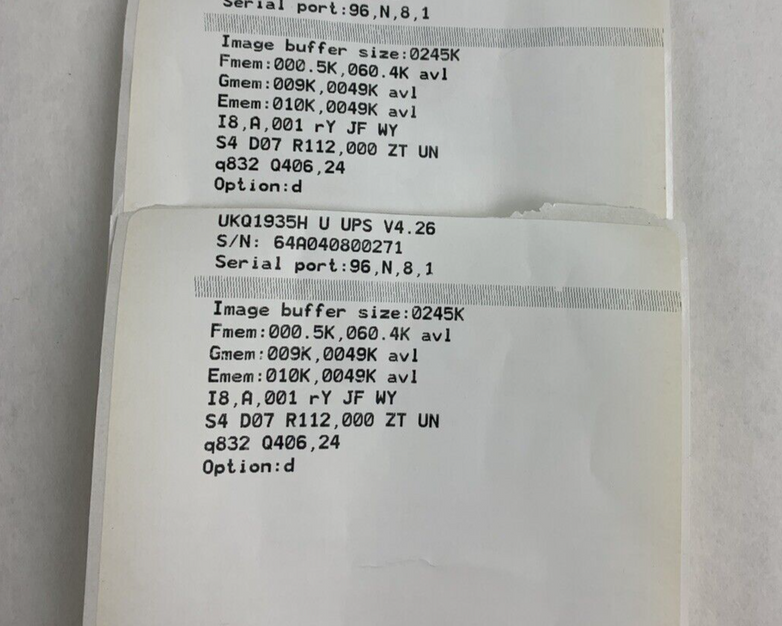 Serial port:96,N,8,1
Image buffer size:0245K
Fmem:000.5K,060.4K avl
Gmem:009K,0049K avl
Emem:010K,0049K avl
I8,A,001 rY JF WY
S4 D07 R112,000 ZT UN
q832 Q406,24
Option:d
UKQ1935H U UPS V4.26
S/N: 64A040800271
Serial port:96,N,8,1
Image buffer size:0245K
Fmem:000.5K,060.4K avl
Gmem:009K,0049K avl
Emem:010K,0049K avl
I8,A,001 rY JF WY
S4 D07 R112,000 ZT UN
q832 Q406,24
Option:d